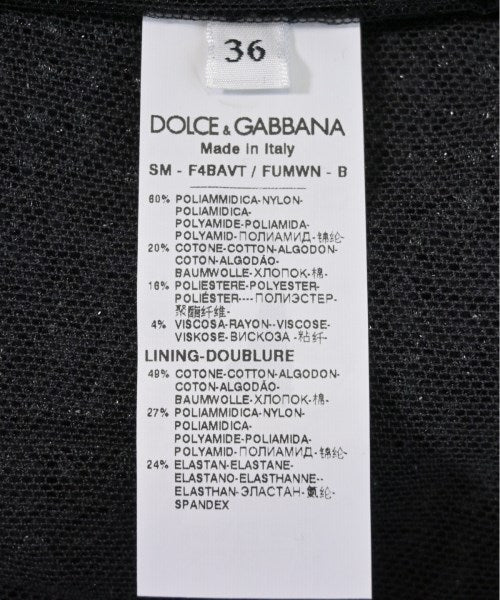 36
DOLCE & GABBANA
Made in Italy
SM - F4BAVT / FUMWN - B
60% POLIAMMIDICA-NYLON-
POLIAMIDICA-
POLYAMIDE-POLIAMIDA-
POLYAMID-ПОЛИАМИД-锦纶-
20% COTONE-COTTON-ALGODON-
COTON-ALGODÃO-
BAUMWOLLE-ХЛОПОК-棉-
16% POLIESTERE-POLYESTER-
POLIÉSTER----ПОЛИЭСТЕР-
聚酯纤维-
4% VISCOSA-RAYON--VISCOSE-
VISKOSE-ВИСКОЗА -粘纤-
LINING-DOUBLURE
49% COTONE-COTTON-ALGODON-
COTON-ALGODÃO-
BAUMWOLLE-ХЛОПОК-棉-
27% POLIAMMIDICA-NYLON-
POLIAMIDICA-
POLYAMIDE-POLIAMIDA-
POLYAMID-ПОЛИАМИД-锦纶-
24% ELASTAN-ELASTANE-
ELASTANO-ELASTHANNE--
ELASTHAN-ЭЛАСТАН-氨纶-
SPANDEX